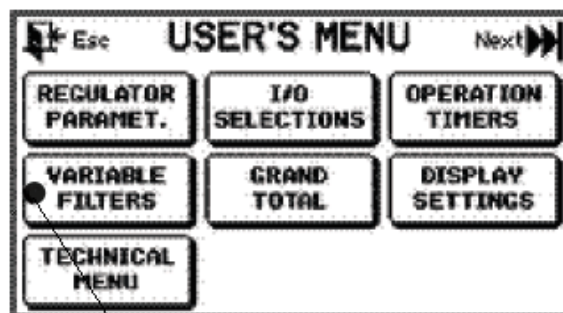 Esc USER'S MENU Next
REGULATOR PARAMET.
I/O SELECTIONS
OPERATION TIMERS
VARIABLE FILTERS
GRAND TOTAL
DISPLAY SETTINGS
TECHNICAL MENU